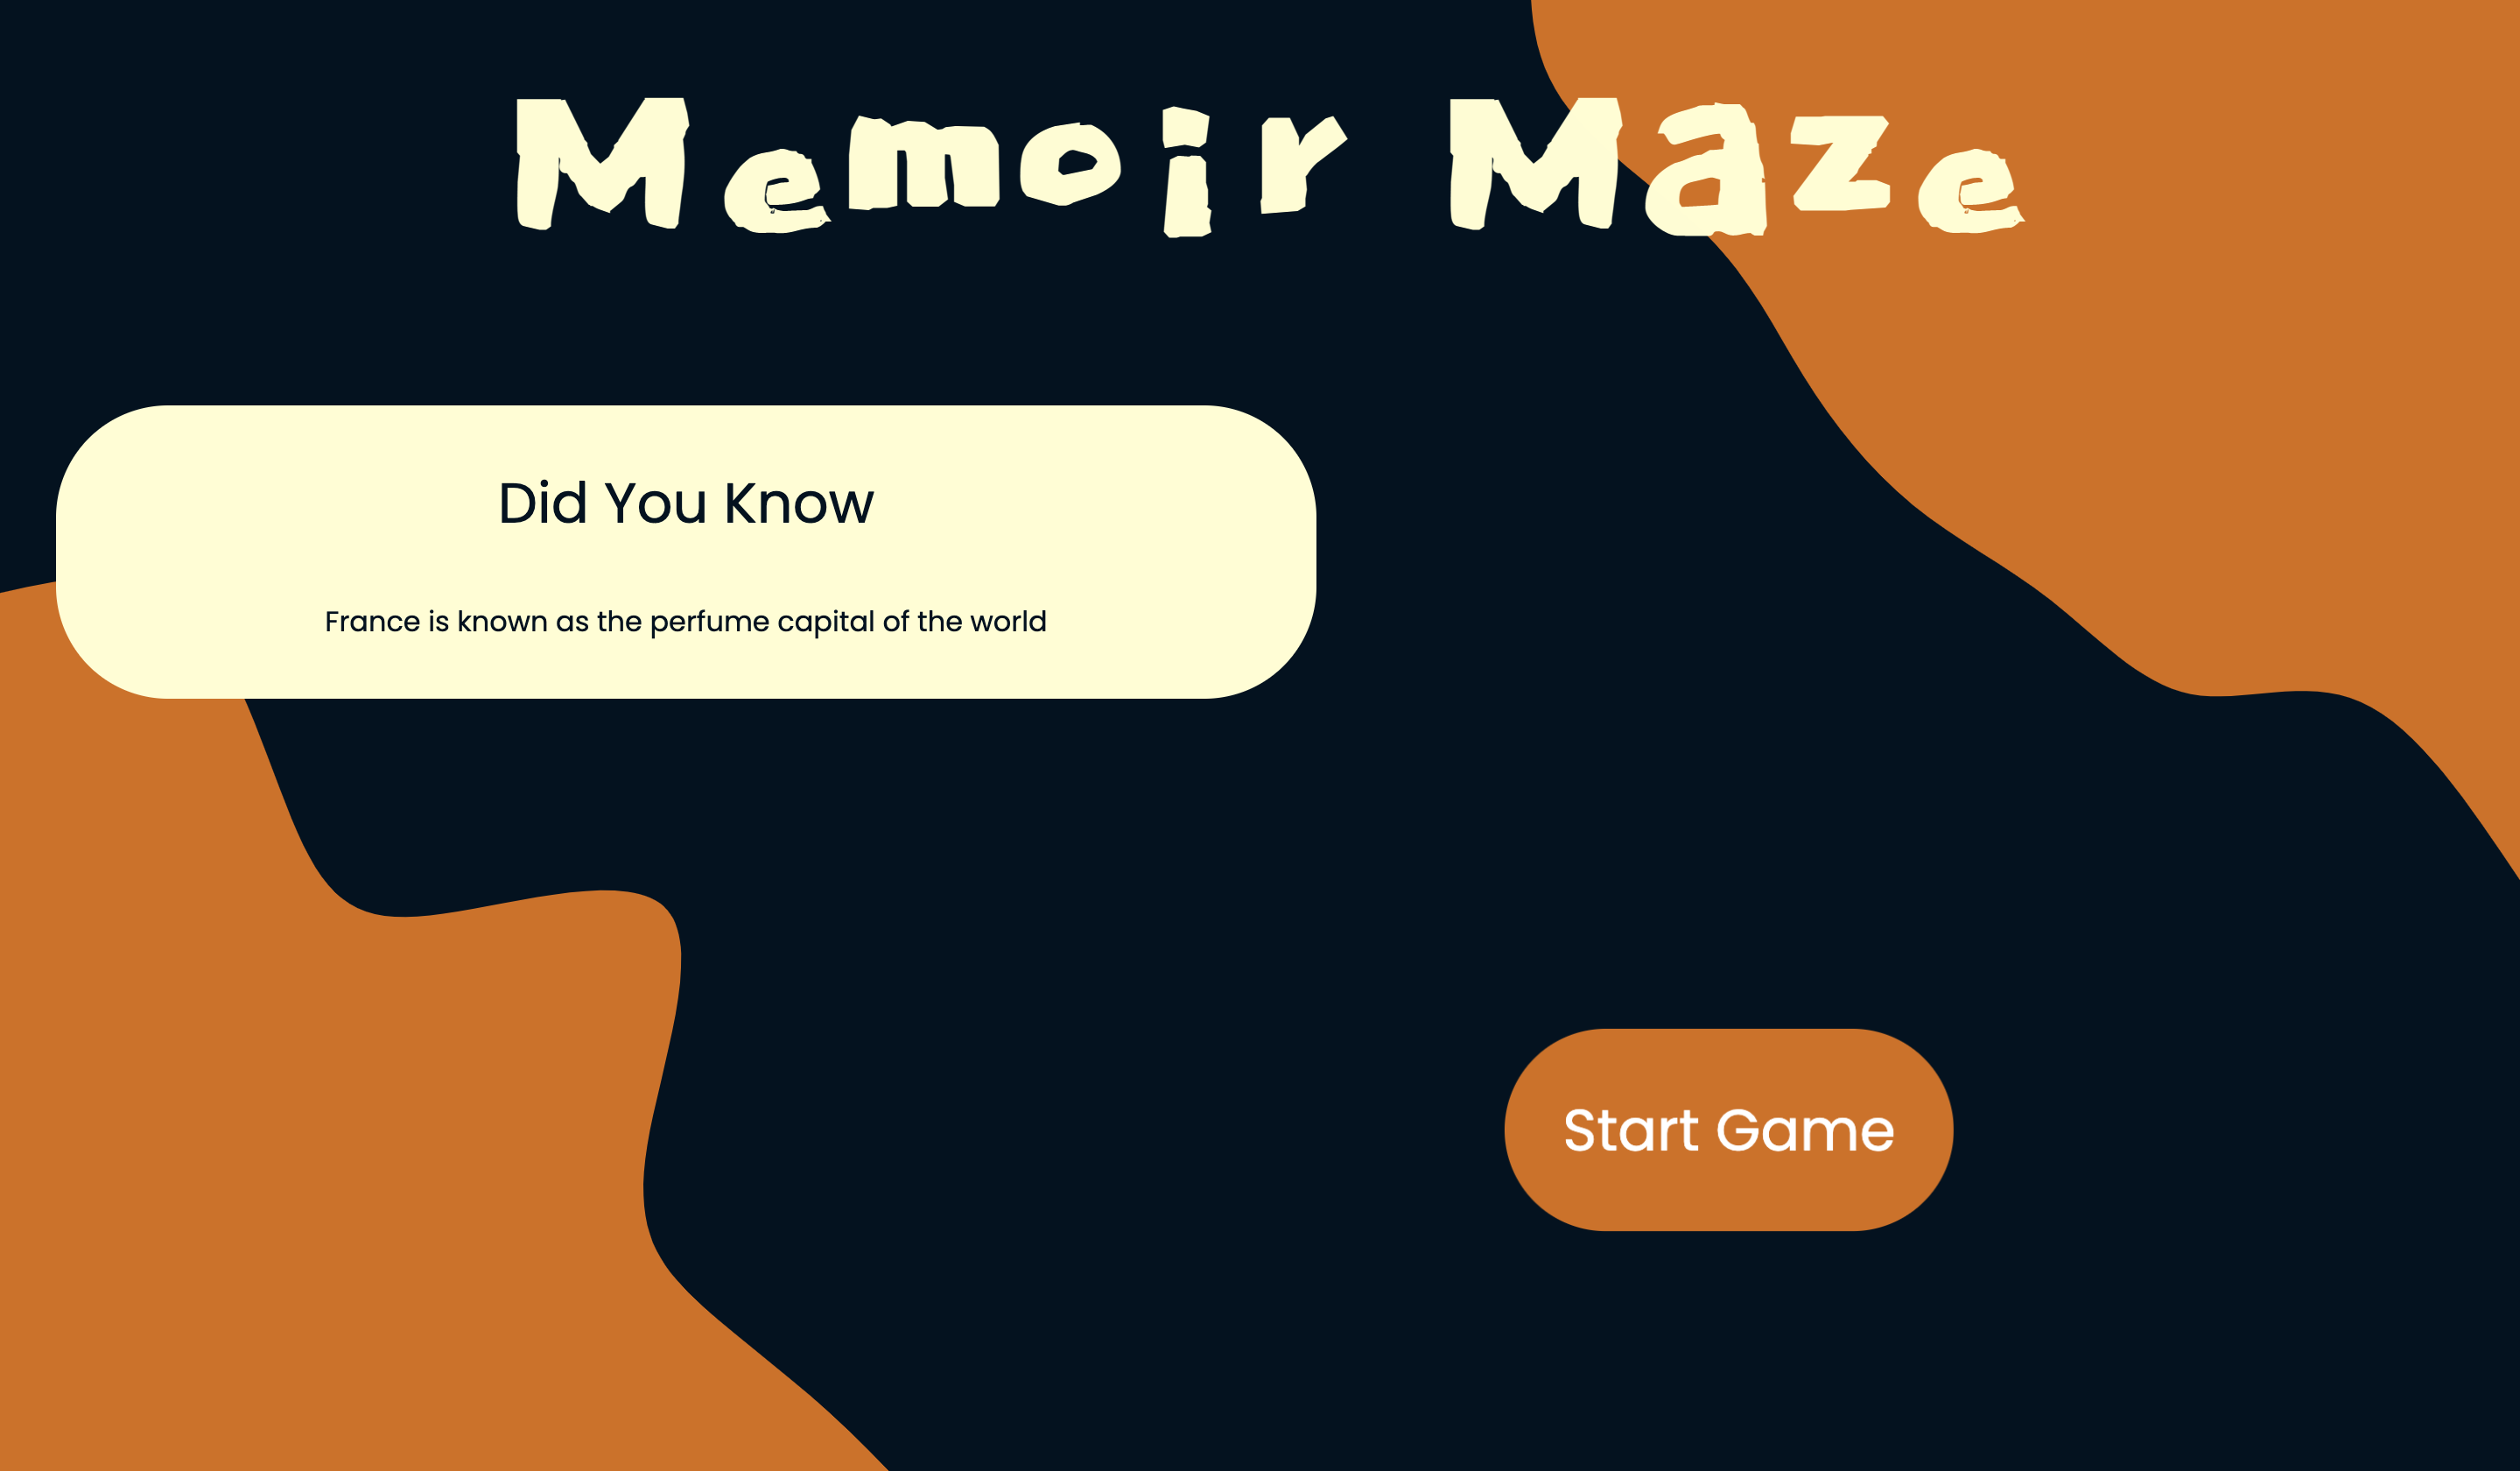 Memoir Maze
Did You Know
France is known as the perfume capital of the world
Start Game